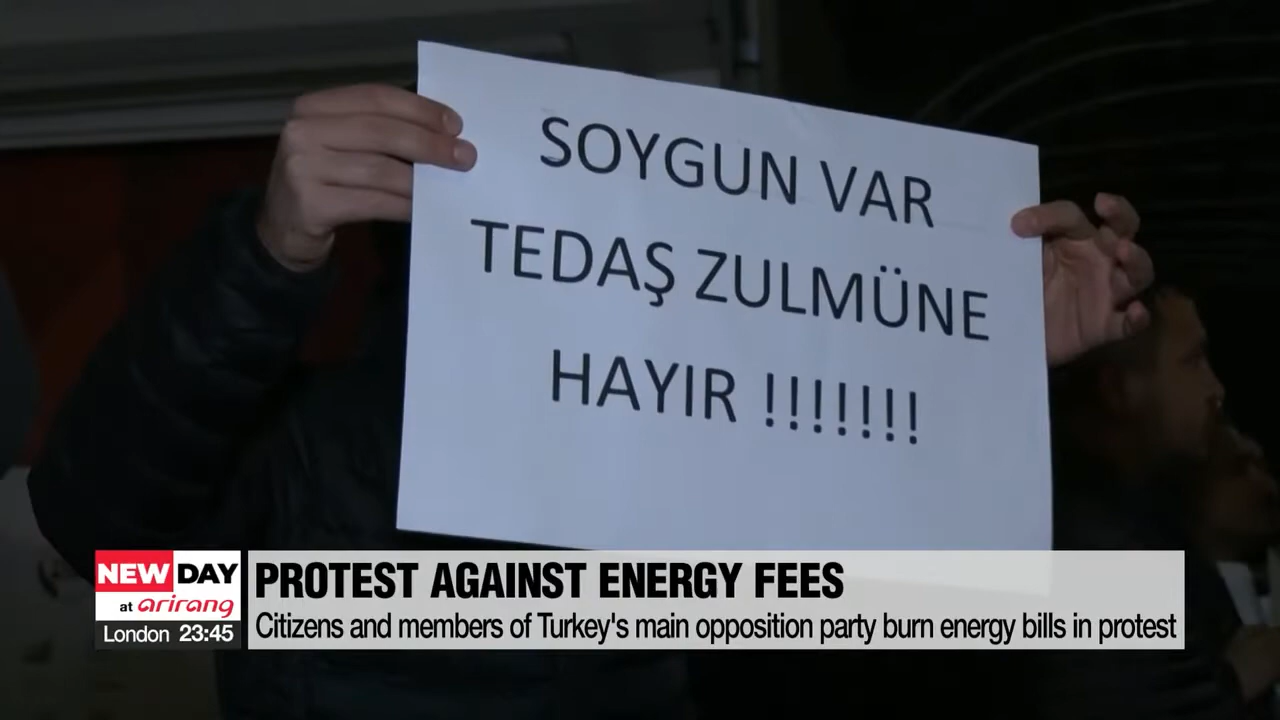 SOYGUN VAR
TEDAŞ ZULMÜNE
HAYIR !!!!!!!
NEW DAY
at arirang
London 23:45
PROTEST AGAINST ENERGY FEES
Citizens and members of Turkey's main opposition party burn energy bills in protest